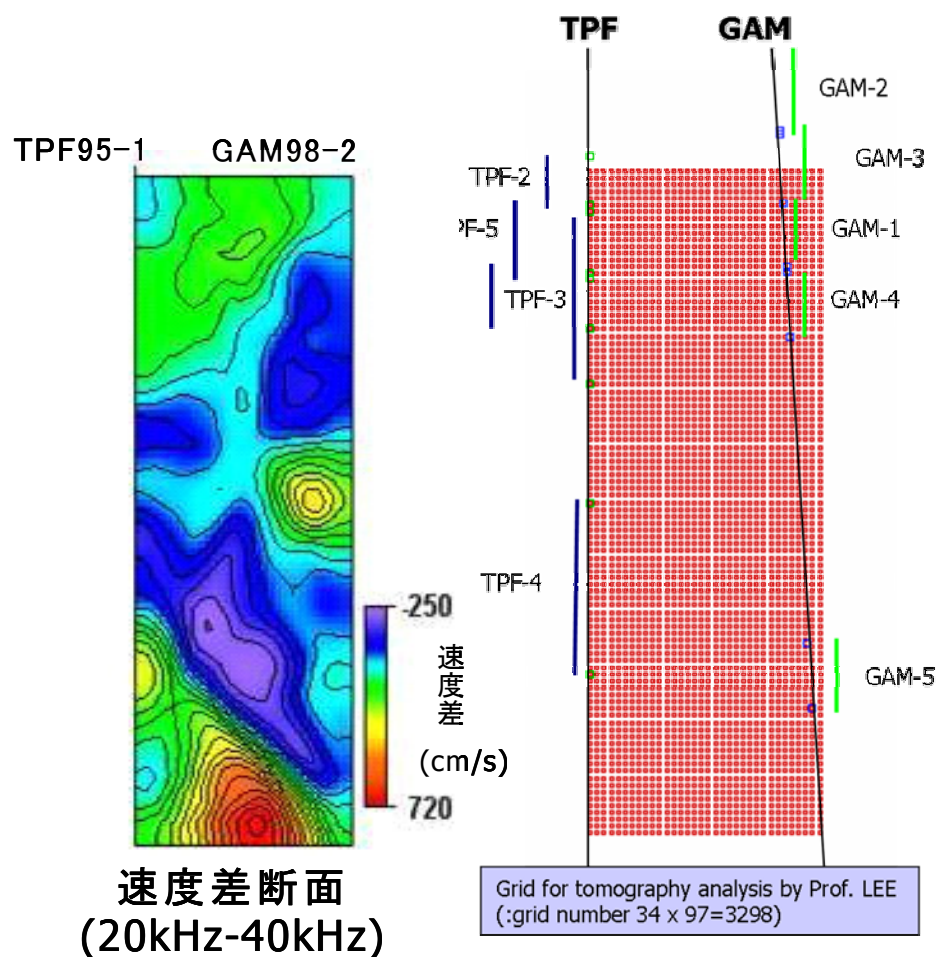 TPF
GAM
GAM-2
TPF95-1
GAM98-2
GAM-3
TPF-2
PF-5
GAM-1
TPF-3
GAM-4
TPF-4
GAM-5
-250
速度差
(cm/s)
720
速度差断面
(20kHz-40kHz)
Grid for tomography analysis by Prof. LEE
(:grid number 34 x 97=3298)